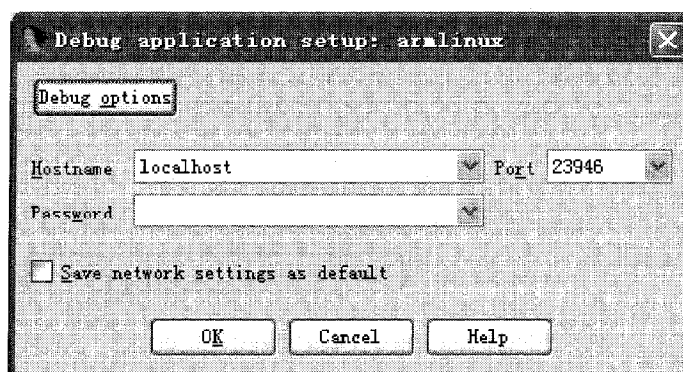 Debug application setup: armlinux
Debug options
Hostname localhost Port 23946
Password
Save network settings as default
OK Cancel Help